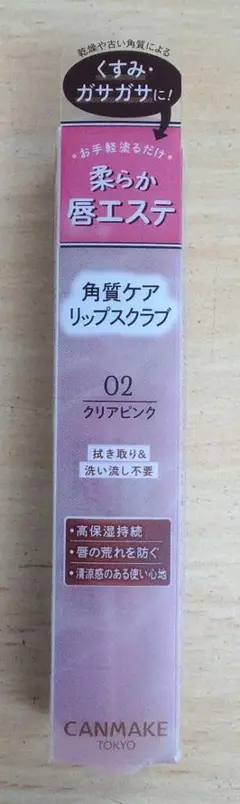 乾燥や古い角質による
くすみ・
ガサガサに!
お手軽塗るだけ
柔らか
唇エステ
角質ケア
リップスクラブ
02
クリアピンク
拭き取り&
洗い流し不要
・高保湿持続
・唇の荒れを防ぐ
・清涼感のある使い心地
CANMAKE
TOKYO